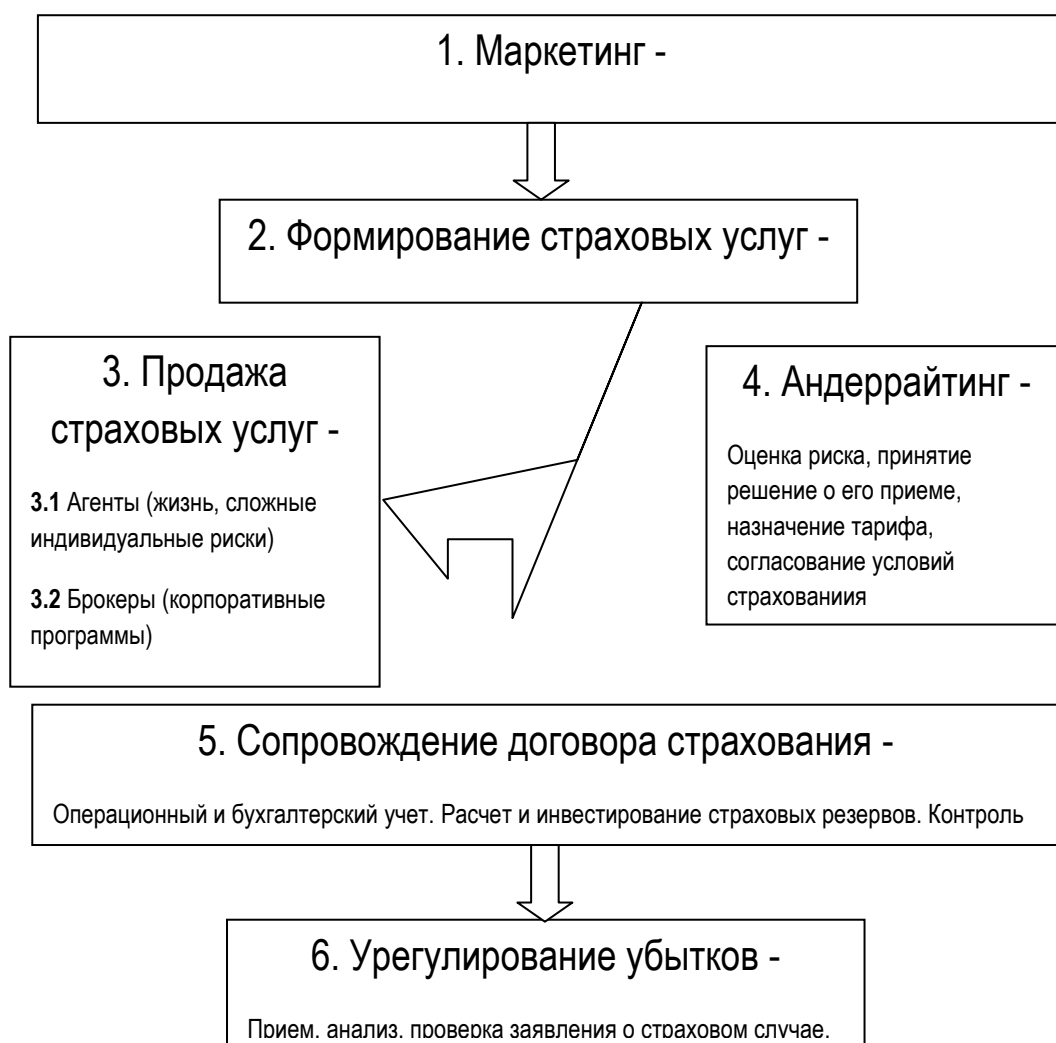 1. Маркетинг -
2. Формирование страховых услуг -
3. Продажа
страховых услуг -
3.1 Агенты (жизнь, сложные
индивидуальные риски)
3.2 Брокеры (корпоративные
программы)
4. Андеррайтинг -
Оценка риска, принятие
решение о его приеме,
назначение тарифа,
согласование условий
страхованиия
5. Сопровождение договора страхования -
Операционный и бухгалтерский учет. Расчет и инвестирование страховых резервов. Контроль
6. Урегулирование убытков -
Прием, анализ, проверка заявления о страховом случае.